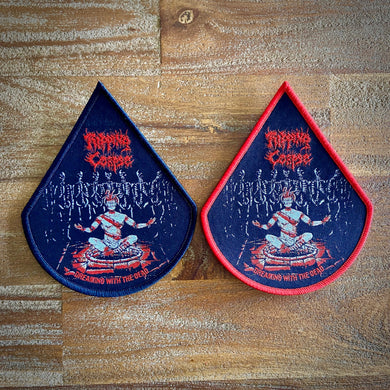 RIPPING
CORPSE
DREAMING WITH THE DEAD
RIPPING
CORPSE
DREAMING WITH THE DEAD